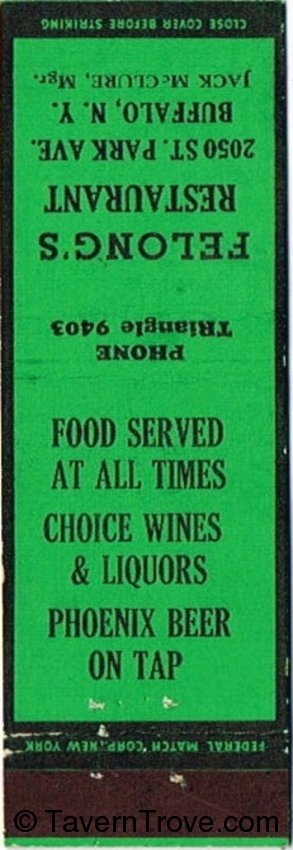 CLOSE COVER BEFORE STRIKING
JACK McCLURE, Mgr.
BUFFALO, N. Y.
2050 ST. PARK AVE.
RESTAURANT
FELONG'S
TRiangle 9403
PHONE
FOOD SERVED
AT ALL TIMES
CHOICE WINES
& LIQUORS
PHOENIX BEER
ON TAP
FEDERAL MATCH CORP. NEW YORK
© TavernTrove.com